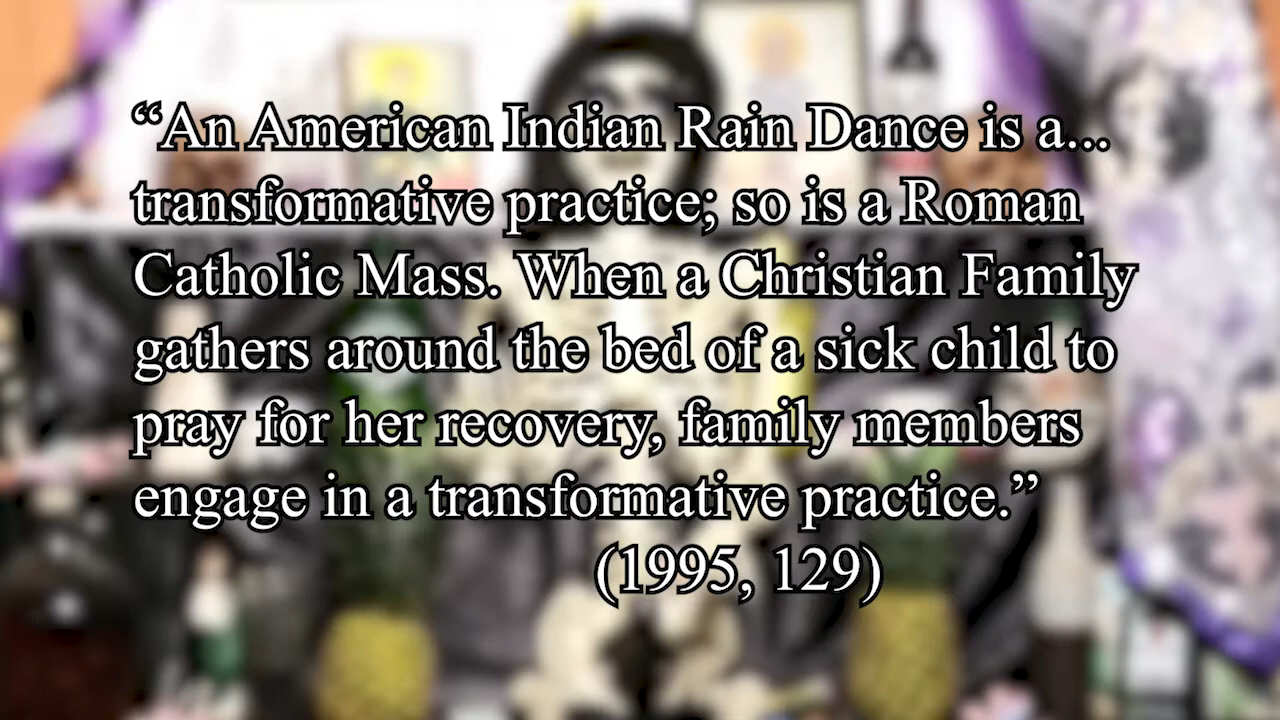 “An American Indian Rain Dance is a...
transformative practice; so is a Roman
Catholic Mass. When a Christian Family
gathers around the bed of a sick child to
pray for her recovery, family members
engage in a transformative practice.”
(1995, 129)